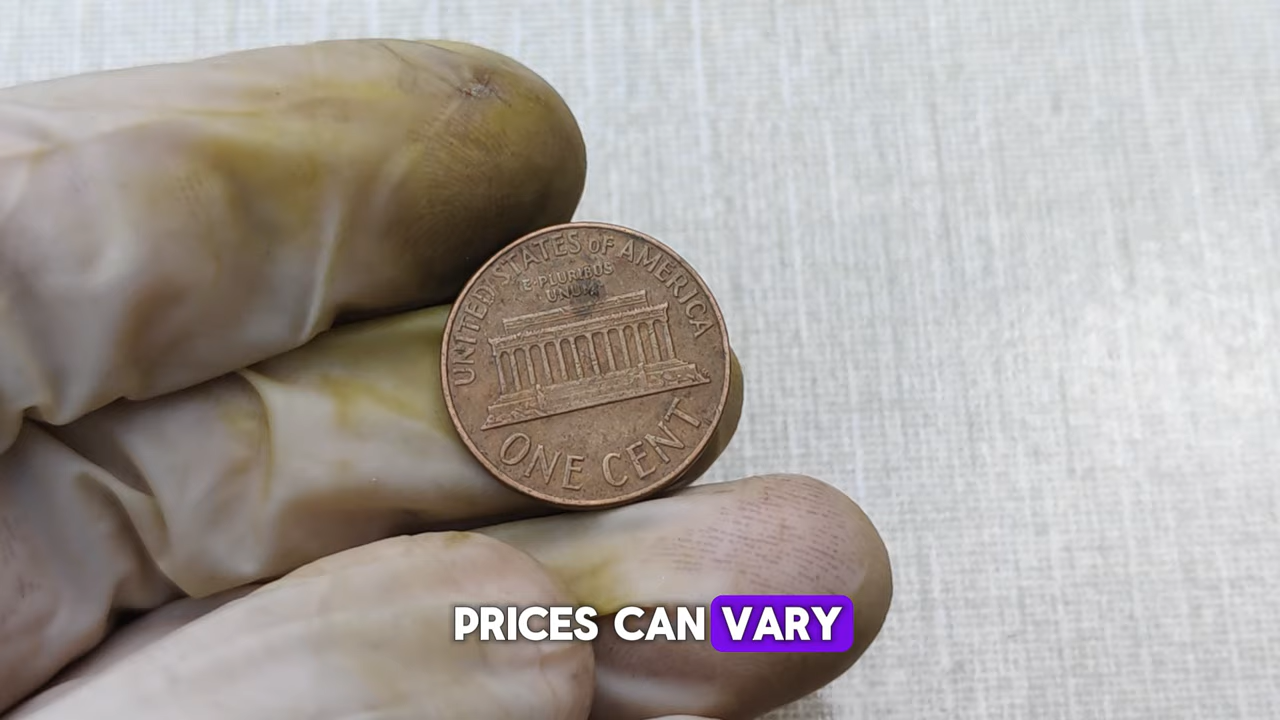 UNITED STATES OF AMERICA
E·PLURIBUS
UNUM
ONE CENT
PRICES CAN VARY